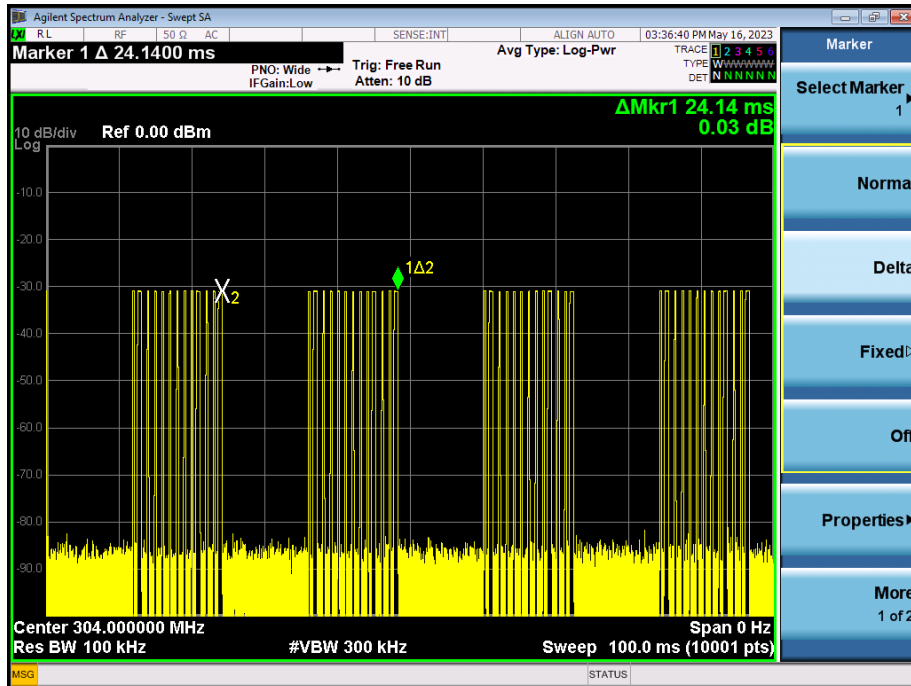 Agilent Spectrum Analyzer - Swept SA
LXI RL RF 50 Ω AC SENSE:INT ALIGN AUTO 03:36:40 PM May 16, 2023
Marker 1 Δ 24.1400 ms
PNO: Wide
IFGain:Low
Trig: Free Run
Atten: 10 dB
Avg Type: Log-Pwr
TRACE 1 2 3 4 5 6
TYPE WWWWWWW
DET N N N N N N
ΔMkr1 24.14 ms
0.03 dB
10 dB/div Ref 0.00 dBm
Log
-10.0
-20.0
-30.0
-40.0
-50.0
-60.0
-70.0
-80.0
-90.0
X2
1Δ2
Center 304.000000 MHz Span 0 Hz
Res BW 100 kHz #VBW 300 kHz Sweep 100.0 ms (10001 pts)
MSG STATUS
Marker
Select Marker
1
Norma
Delta
Fixed
Off
Properties
More
1 of 2